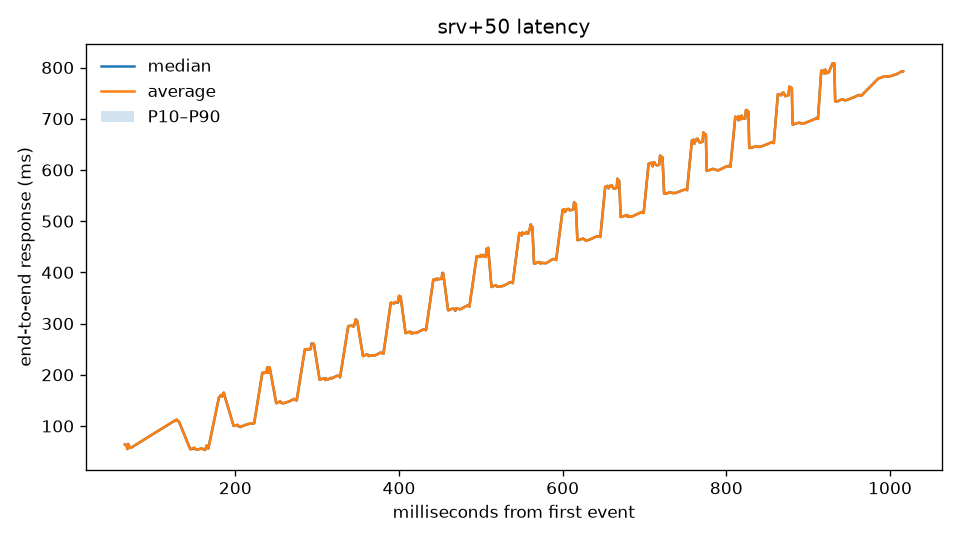 srv+50 latency
median
average
P10–P90
end-to-end response (ms)
800
700
600
500
400
300
200
100
200 400 600 800 1000
milliseconds from first event